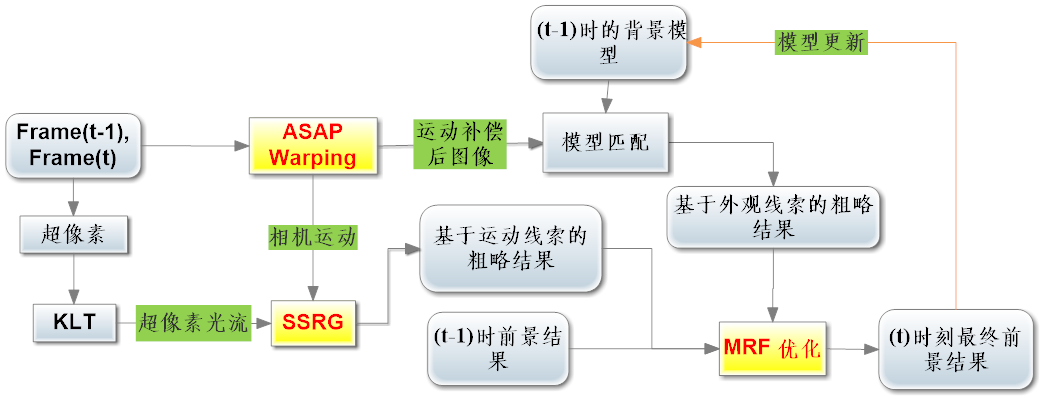 (t-1)时的背景模
型
模型更新
Frame(t-1),
Frame(t)
ASAP
Warping
运动补偿
后图像
模型匹配
超像素
相机运动
基于运动线索的
粗略结果
基于外观线索的粗略
结果
KLT
超像素光流
SSRG
(t-1)时前景结
果
MRF 优化
(t)时刻最终前
景结果